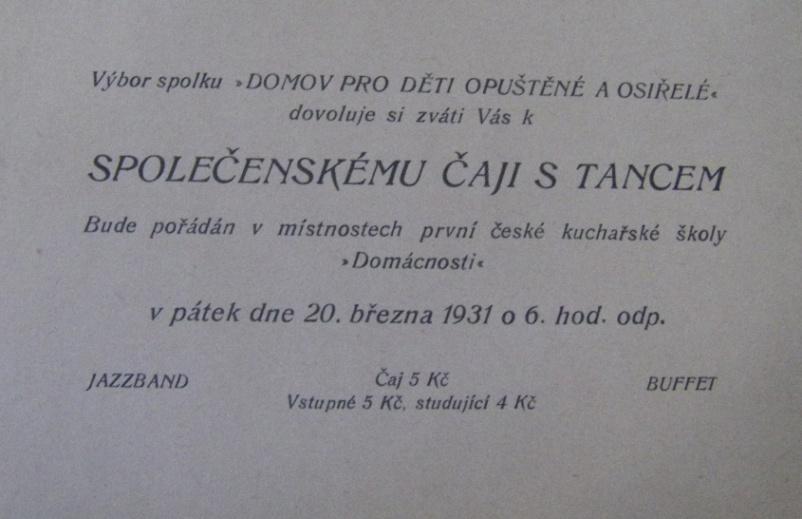 Výbor spolku »DOMOV PRO DĚTI OPUŠTĚNÉ A OSIŘELÉ«
dovoluje si zváti Vás k
SPOLEČENSKÉMU ČAJI S TANCEM
Bude pořádán v místnostech první české kuchařské školy
»Domácnosti«
v pátek dne 20. března 1931 o 6. hod. odp.
JAZZBAND Čaj 5 Kč BUFFET
Vstupné 5 Kč, studující 4 Kč